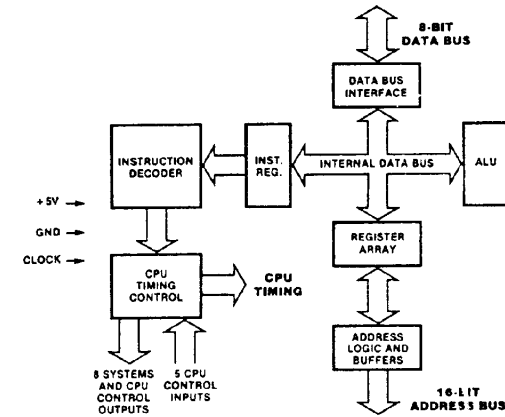 8-BIT
DATA BUS
DATA BUS
INTERFACE
INSTRUCTION
DECODER
INST.
REG.
INTERNAL DATA BUS
ALU
+5V
GND
CLOCK
REGISTER
ARRAY
CPU
TIMING
CONTROL
CPU
TIMING
ADDRESS
LOGIC AND
BUFFERS
8 SYSTEMS
AND CPU
CONTROL
OUTPUTS
5 CPU
CONTROL
INPUTS
16-LIT
ADDRESS BUS